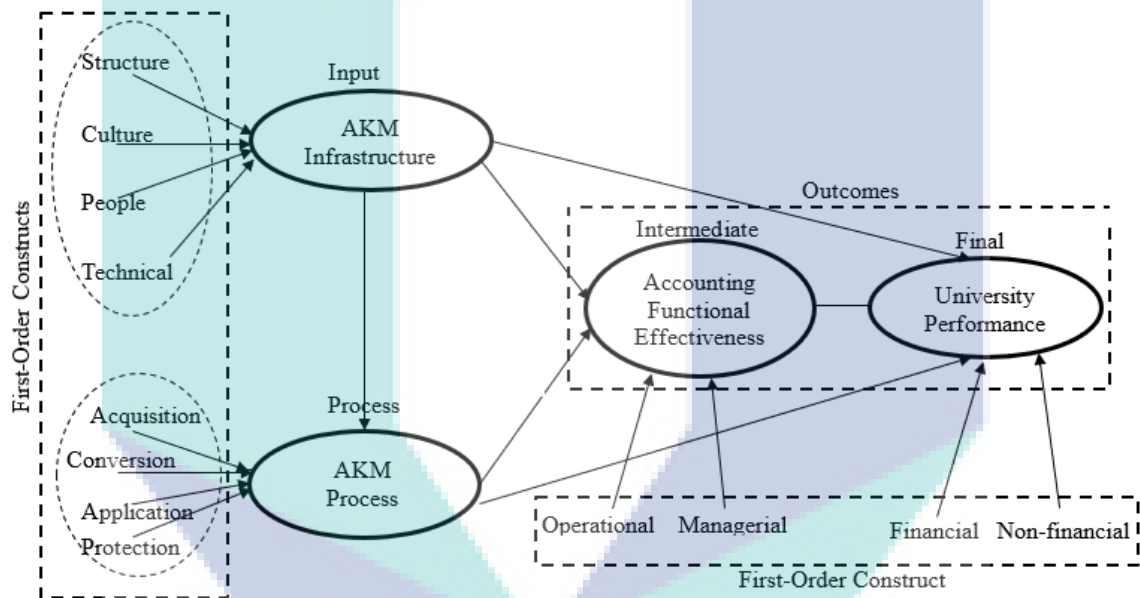 First-Order Constructs
Structure
Culture
People
Technical
Input
AKM
Infrastructure
Outcomes
Intermediate
Accounting
Functional
Effectiveness
Final
University
Performance
Acquisition
Conversion
Application
Protection
Process
AKM
Process
Operational
Managerial
Financial
Non-financial
First-Order Construct